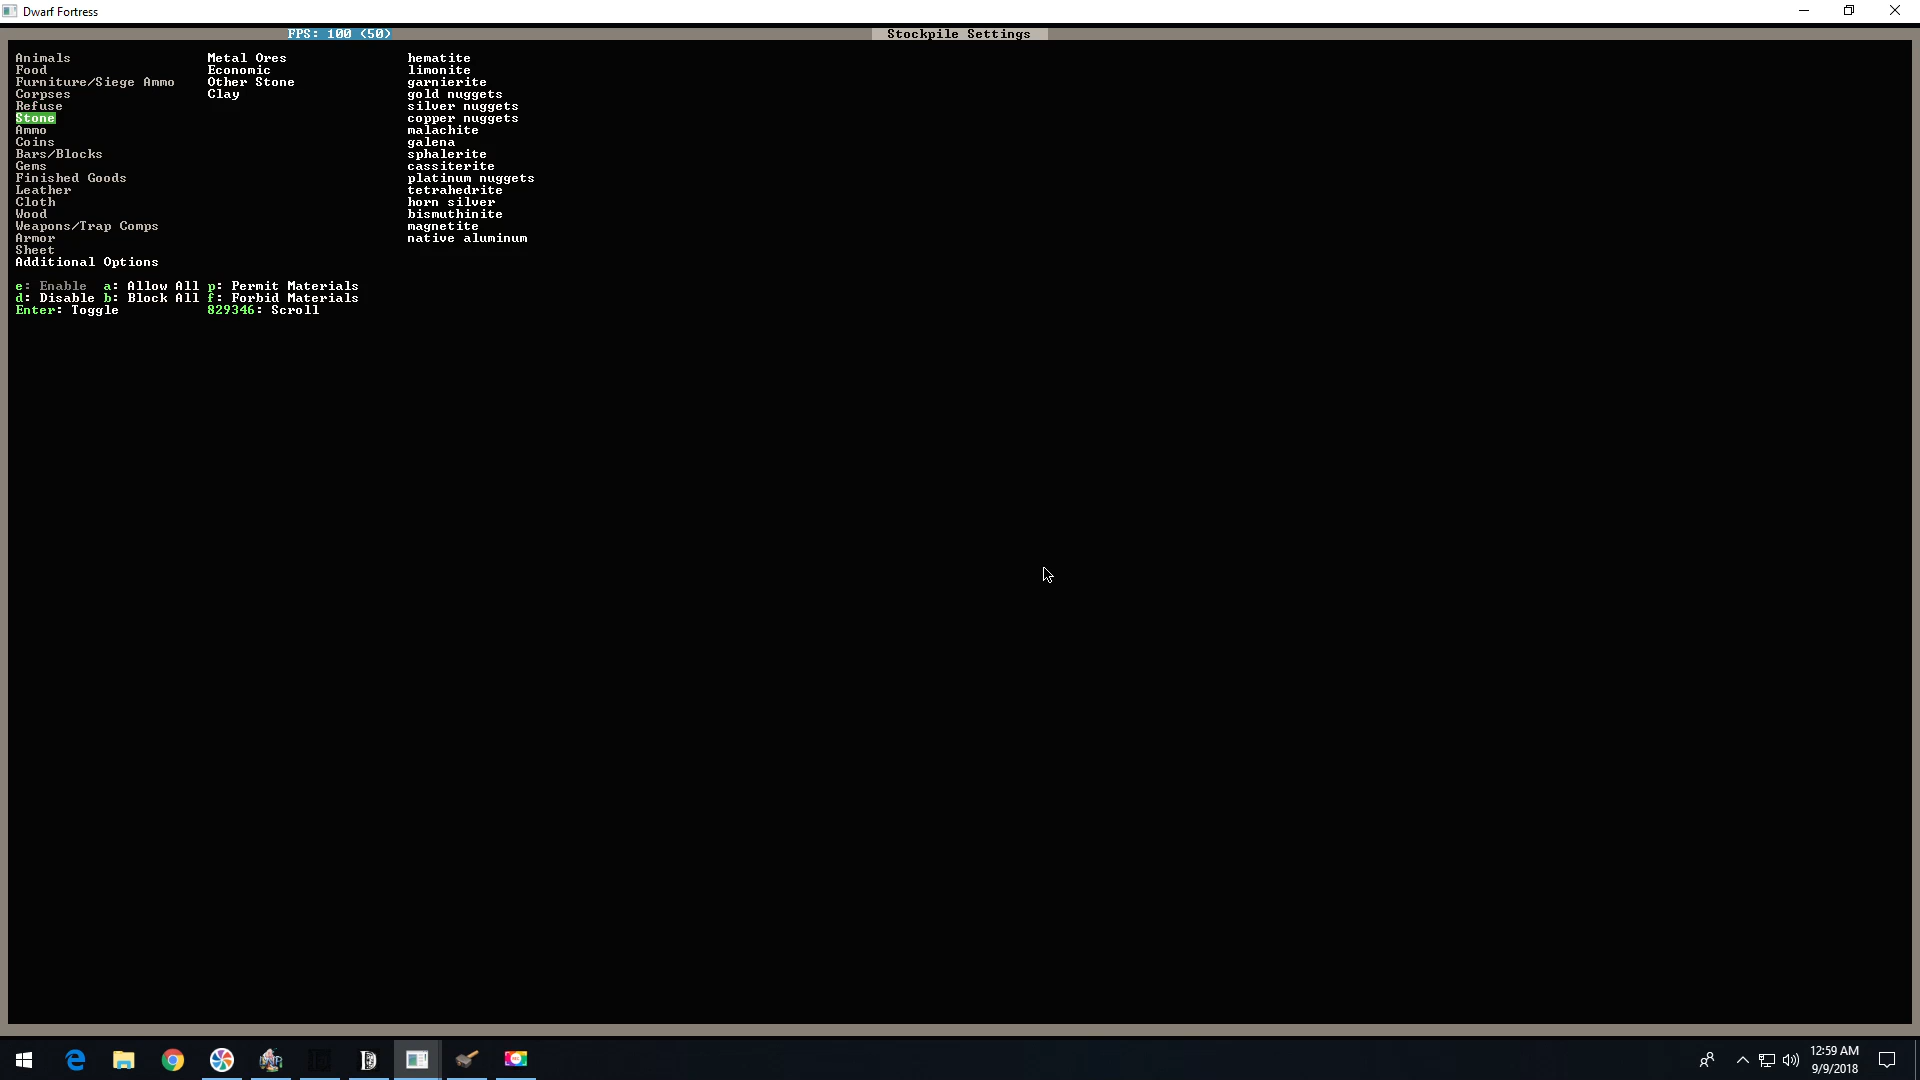 Dwarf Fortress
FPS: 100 (50)
Stockpile Settings
Animals
Food
Furniture/Siege Ammo
Corpses
Refuse
Stone
Ammo
Coins
Bars/Blocks
Gems
Finished Goods
Leather
Cloth
Wood
Weapons/Trap Comps
Armor
Sheet
Additional Options
Metal Ores
Economic
Other Stone
Clay
hematite
limonite
garnierite
gold nuggets
silver nuggets
copper nuggets
malachite
galena
sphalerite
cassiterite
platinum nuggets
tetrahedrite
horn silver
bismuthinite
magnetite
native aluminum
e: Enable a: Allow All p: Permit Materials
d: Disable b: Block All f: Forbid Materials
Enter: Toggle 829346: Scroll
12:59 AM
9/9/2018